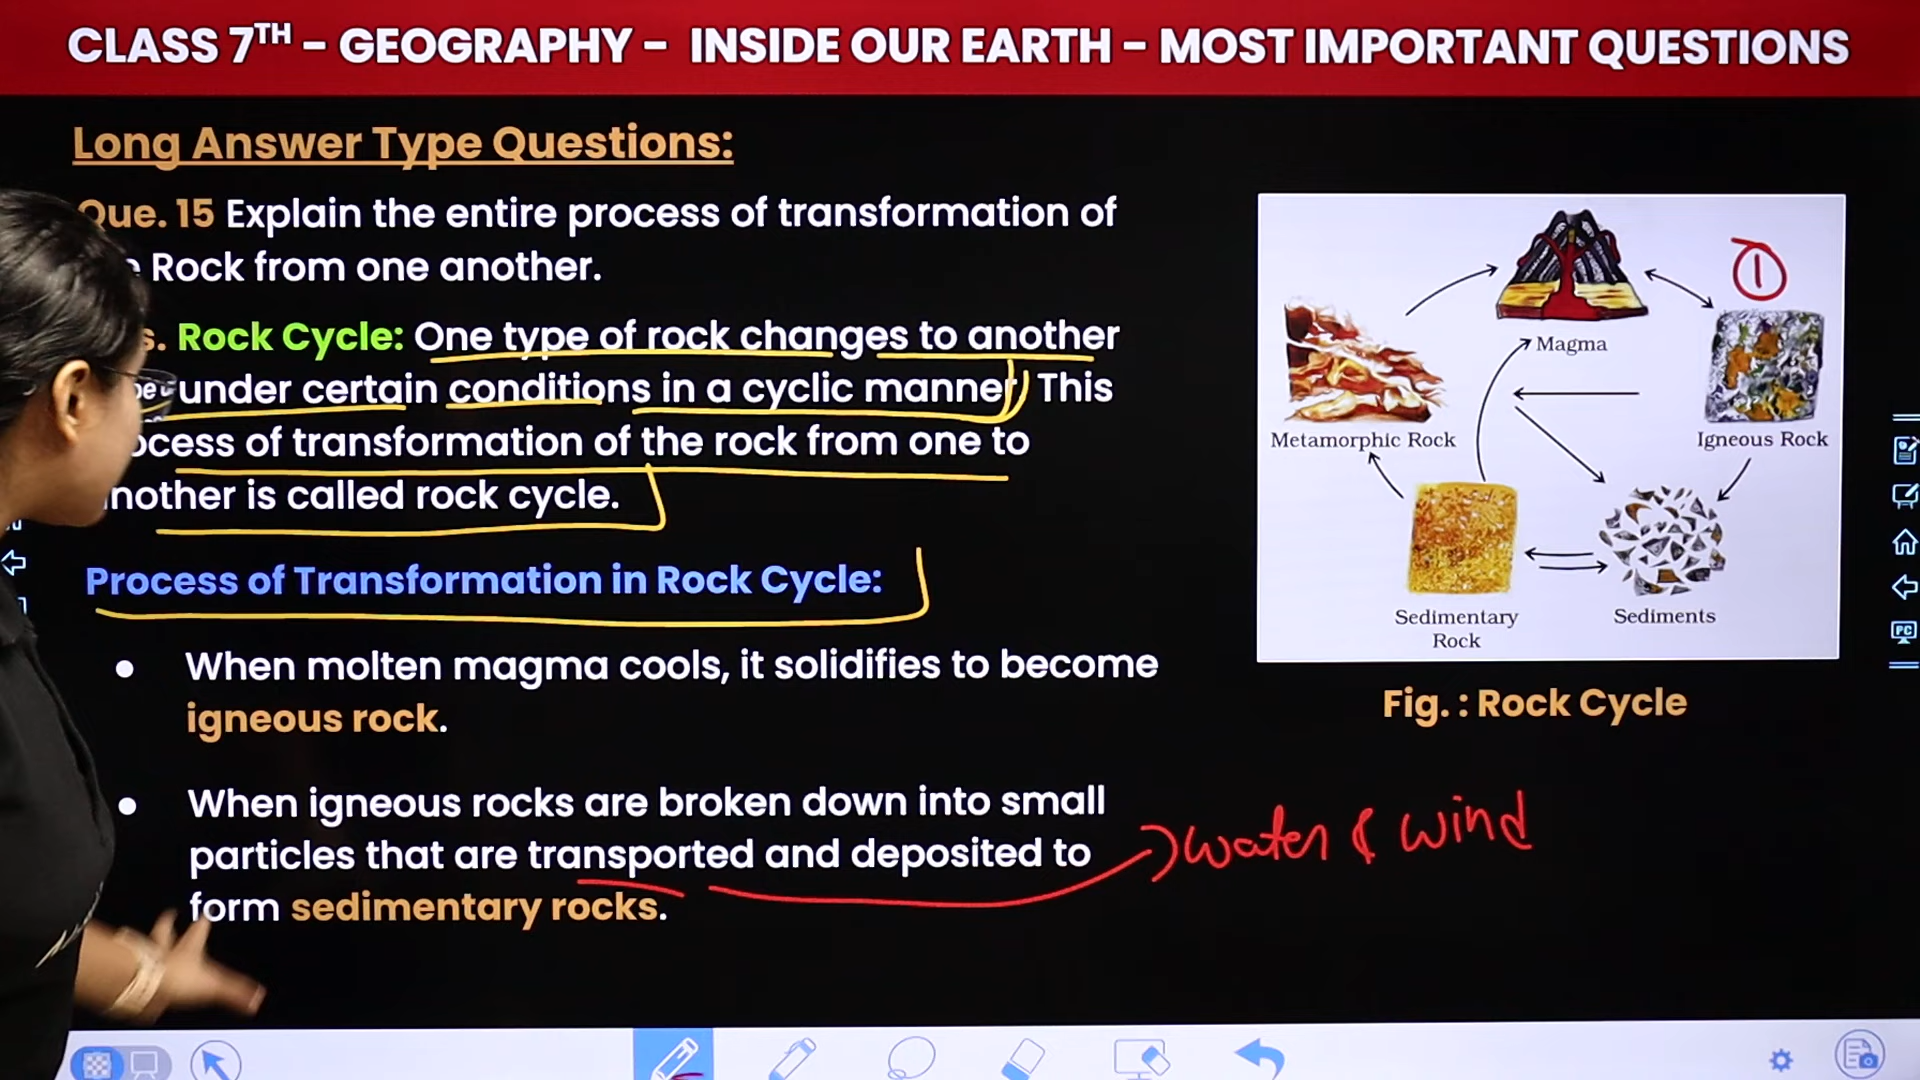 CLASS 7TH - GEOGRAPHY - INSIDE OUR EARTH - MOST IMPORTANT QUESTIONS
Long Answer Type Questions:
Que. 15 Explain the entire process of transformation of
Rock from one another.
Rock Cycle: One type of rock changes to another
under certain conditions in a cyclic manner. This
of transformation of the rock from one to
is called rock cycle.
Process of Transformation in Rock Cycle:
● When molten magma cools, it solidifies to become
igneous rock.
● When igneous rocks are broken down into small
particles that are transported and deposited to
form sedimentary rocks.
water & wind
1
Magma
Metamorphic Rock
Igneous Rock
Sedimentary
Rock
Sediments
Fig. : Rock Cycle
PC